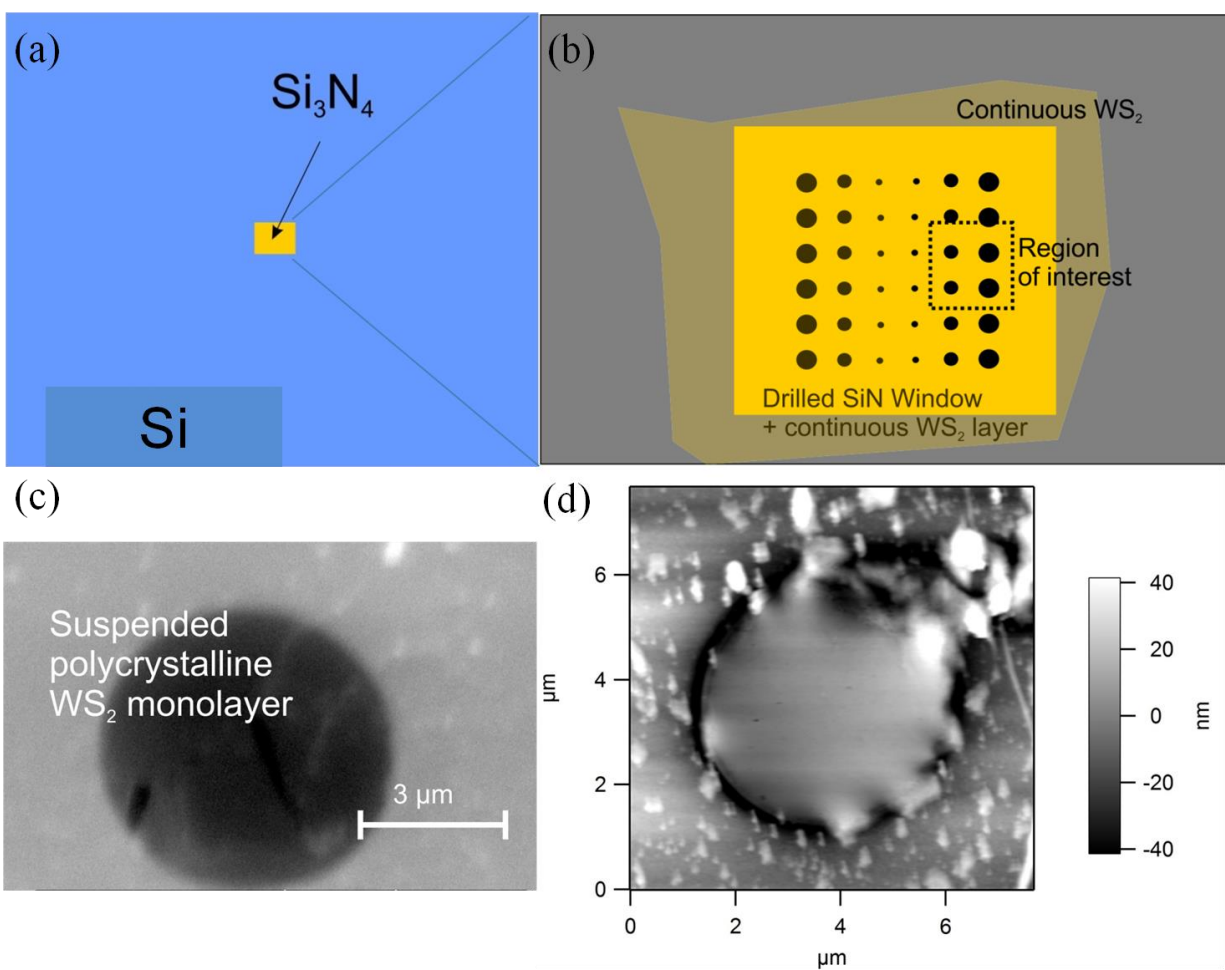 (a)
Si₃N₄
Si
(b)
Continuous WS₂
Region
of interest
Drilled SiN Window
+ continuous WS₂ layer
(c)
Suspended
polycrystalline
WS₂ monolayer
3 µm
(d)
6
4
2
0
µm
0
2
4
6
µm
40
20
0
-20
-40
nm